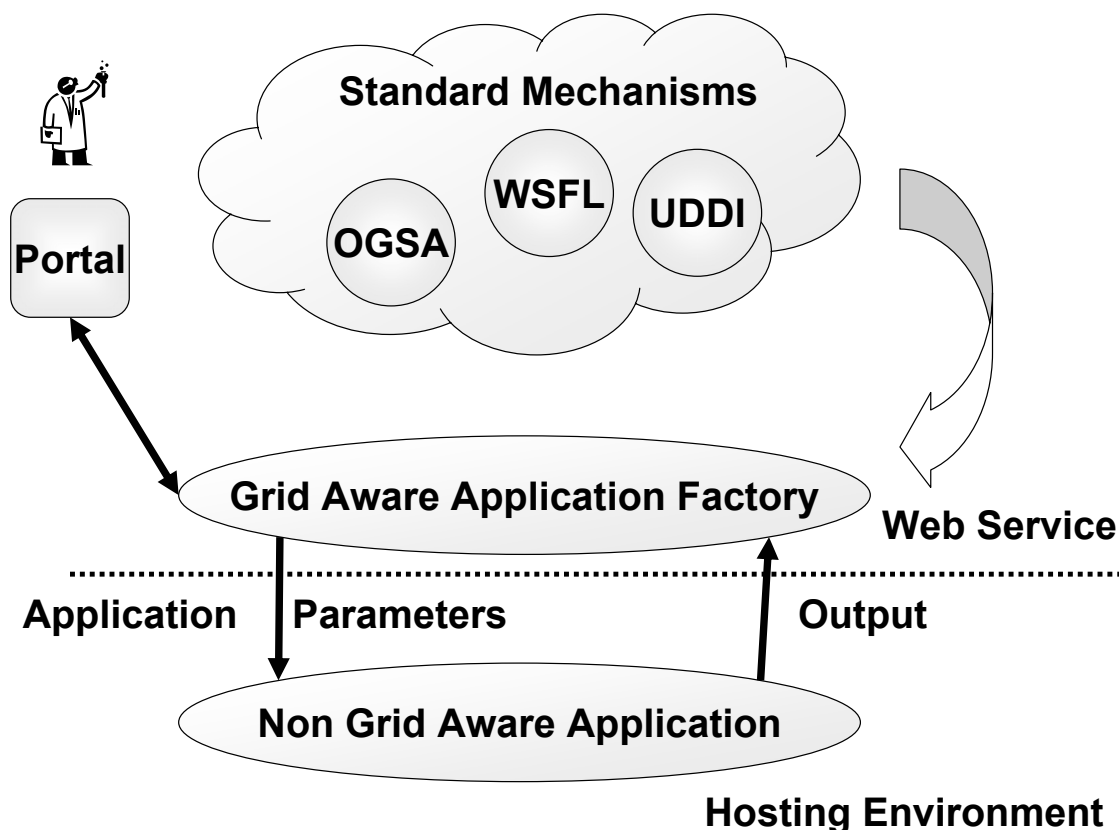 Standard Mechanisms
WSFL
UDDI
OGSA
Portal
Grid Aware Application Factory
Web Service
Application Parameters Output
Non Grid Aware Application
Hosting Environment